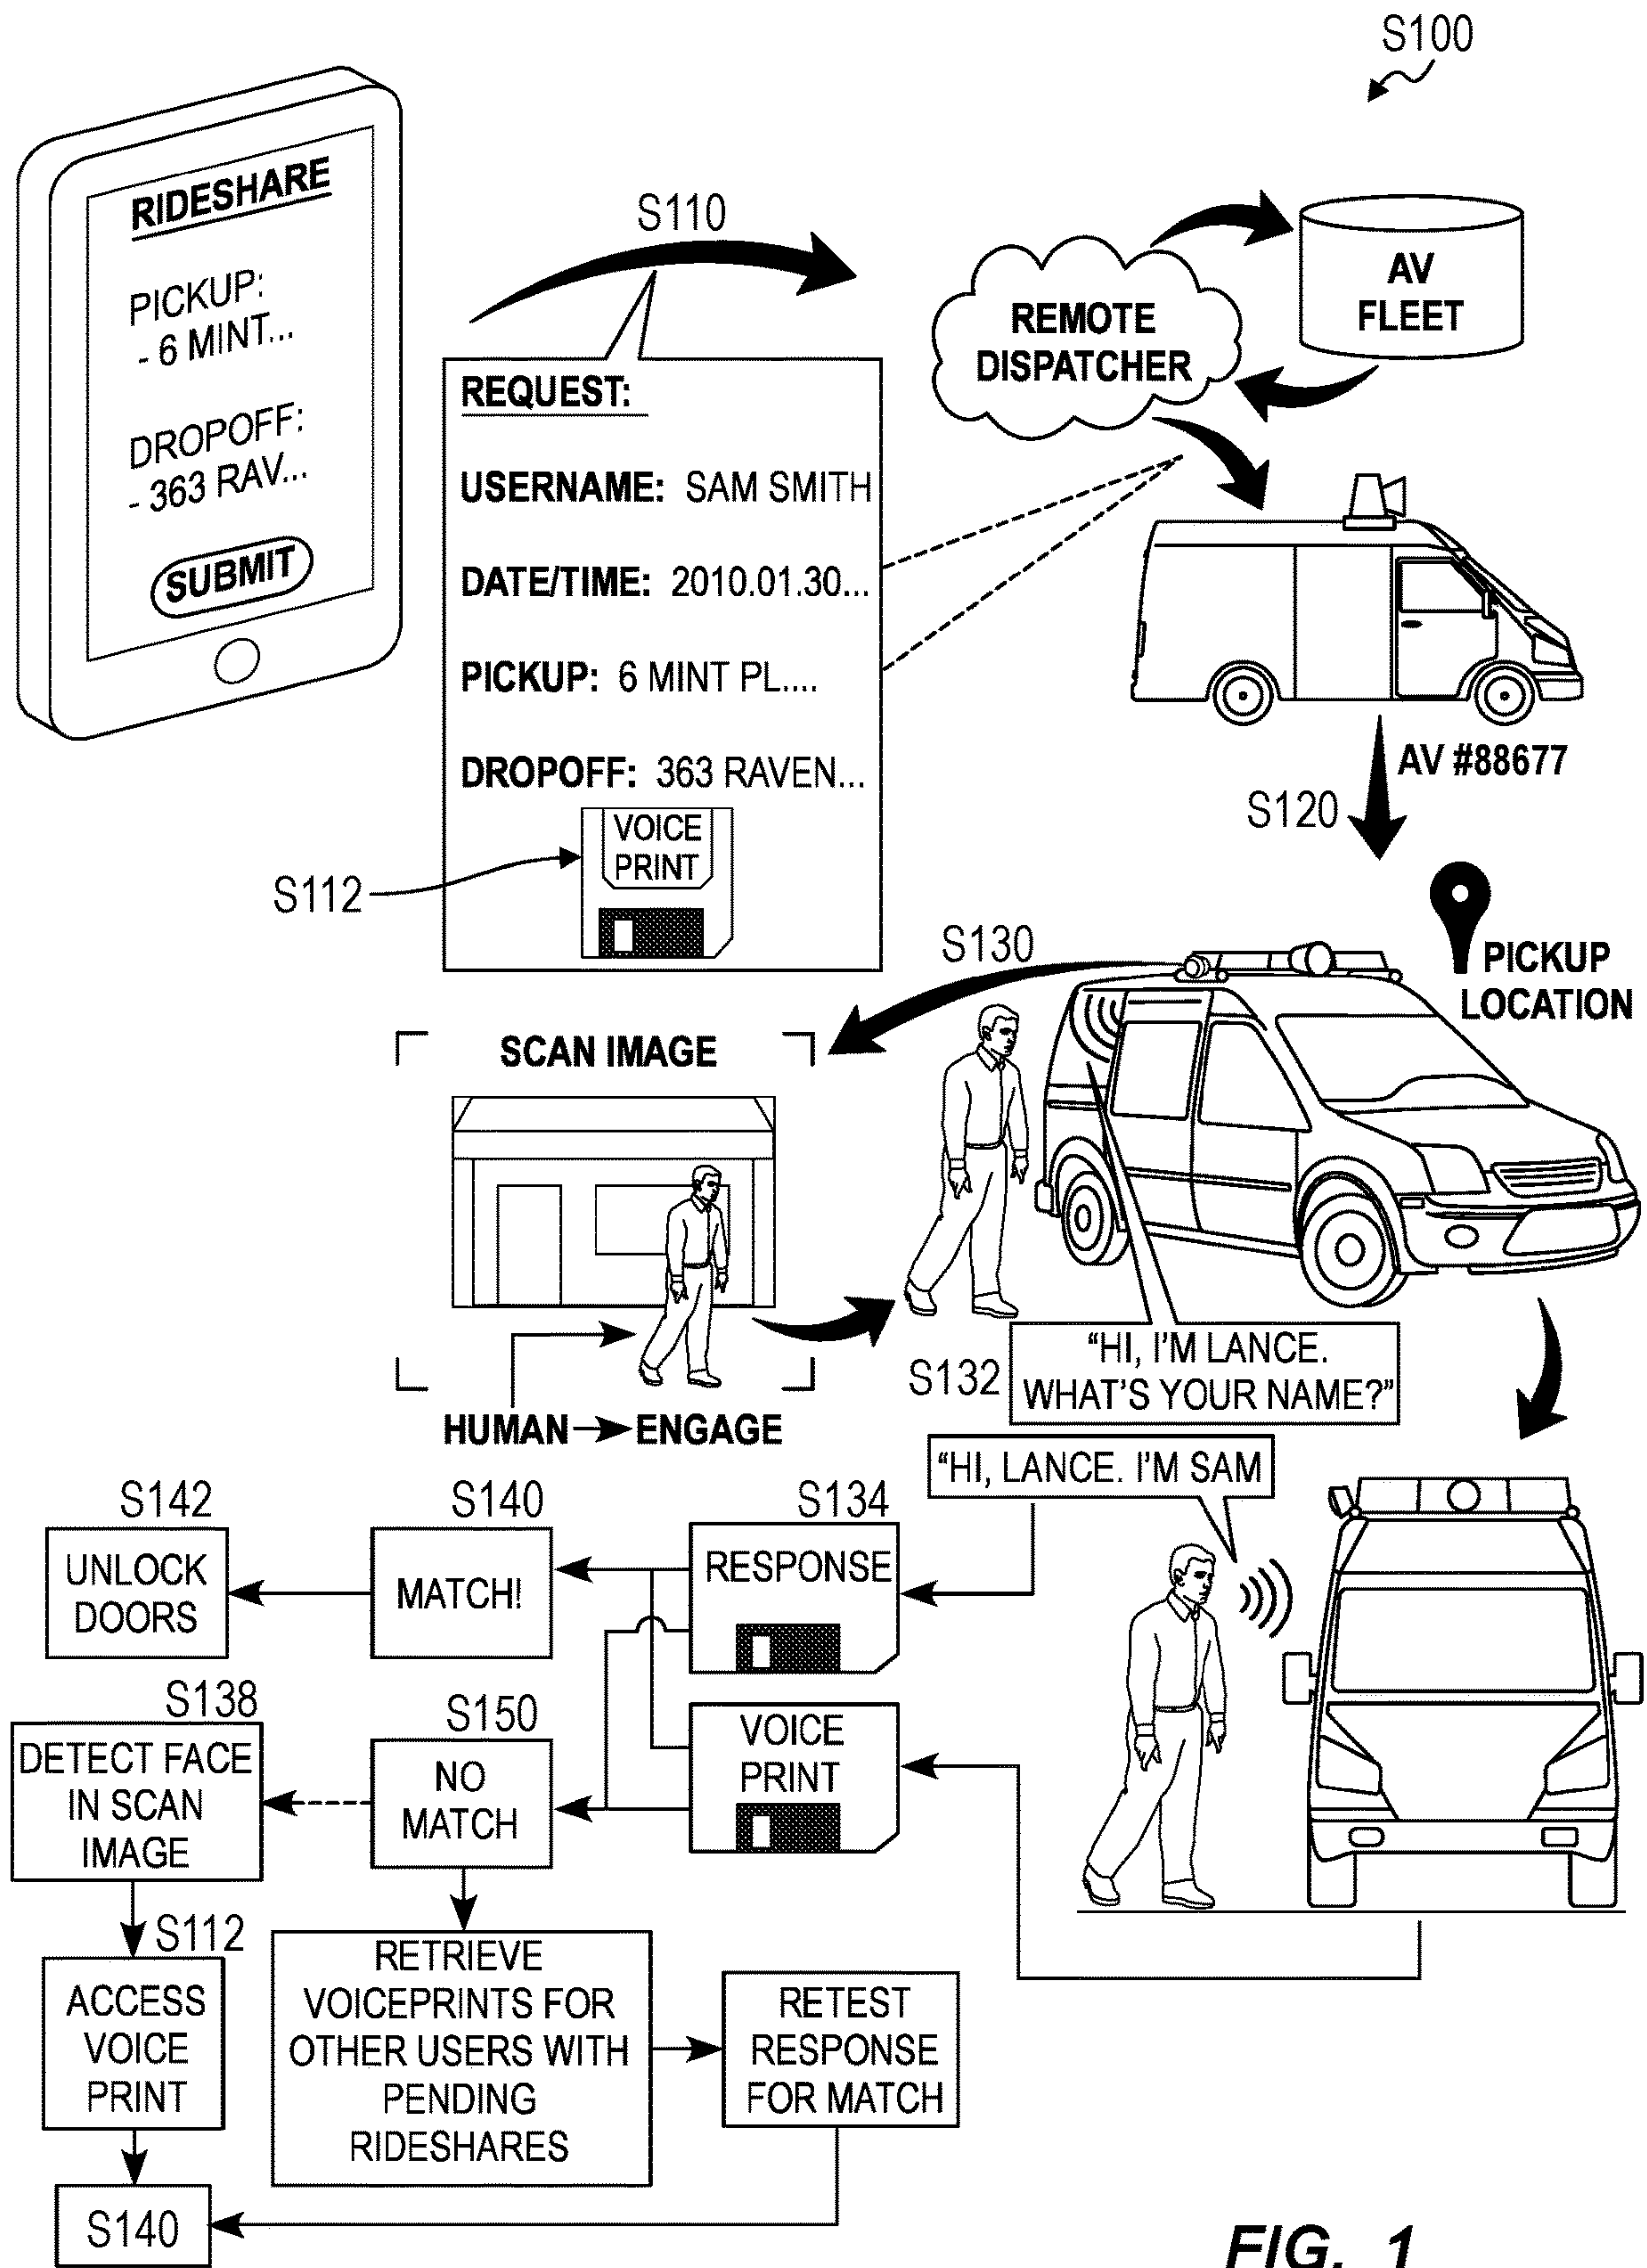 S100
RIDESHARE
PICKUP:
- 6 MINT...
DROPOFF:
- 363 RAV...
SUBMIT
S110
REQUEST:
USERNAME: SAM SMITH
DATE/TIME: 2010.01.30...
PICKUP: 6 MINT PL....
DROPOFF: 363 RAVEN...
VOICE
PRINT
S112
REMOTE
DISPATCHER
AV
FLEET
AV #88677
S120
PICKUP
LOCATION
S130
SCAN IMAGE
HUMAN → ENGAGE
S132
“HI, I’M LANCE.
WHAT’S YOUR NAME?”
“HI, LANCE. I’M SAM
S142
UNLOCK
DOORS
S140
MATCH!
S134
RESPONSE
S138
DETECT FACE
IN SCAN
IMAGE
S150
NO
MATCH
VOICE
PRINT
S112
ACCESS
VOICE
PRINT
RETRIEVE
VOICEPRINTS FOR
OTHER USERS WITH
PENDING
RIDESHARES
RETEST
RESPONSE
FOR MATCH
S140
FIG. 1